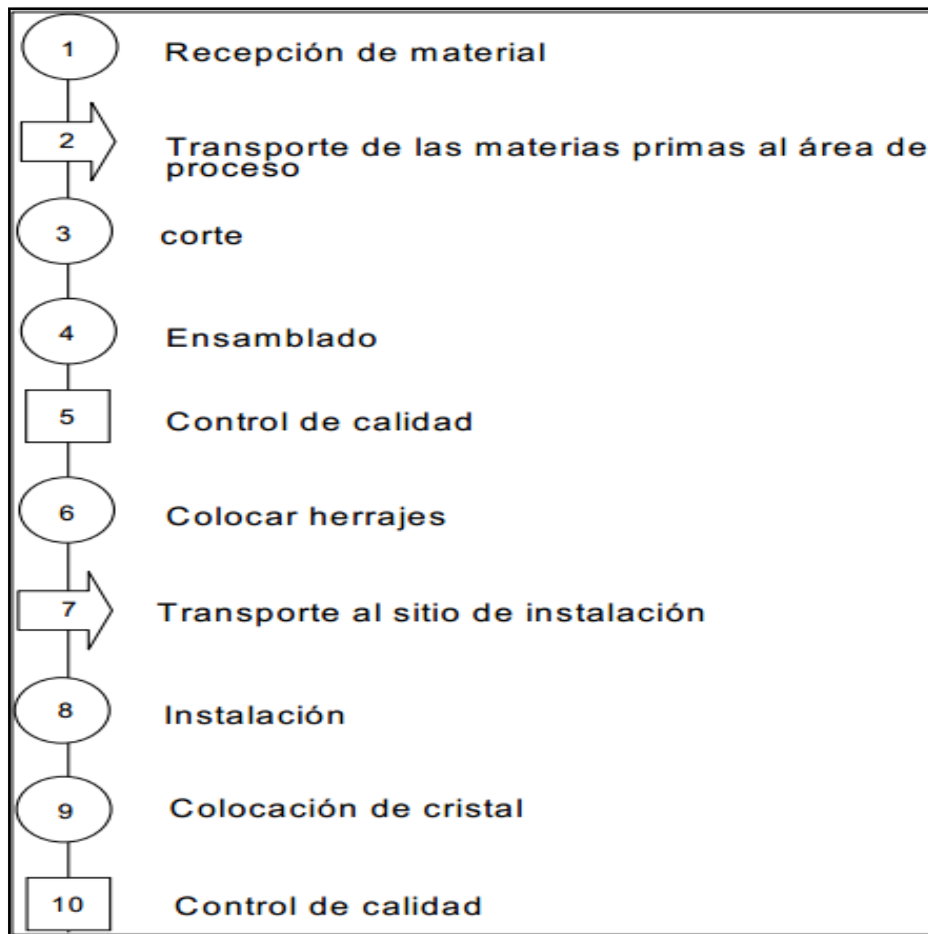 1 Recepción de material
2 Transporte de las materias primas al área de
proceso
3 corte
4 Ensamblado
5 Control de calidad
6 Colocar herrajes
7 Transporte al sitio de instalación
8 Instalación
9 Colocación de cristal
10 Control de calidad